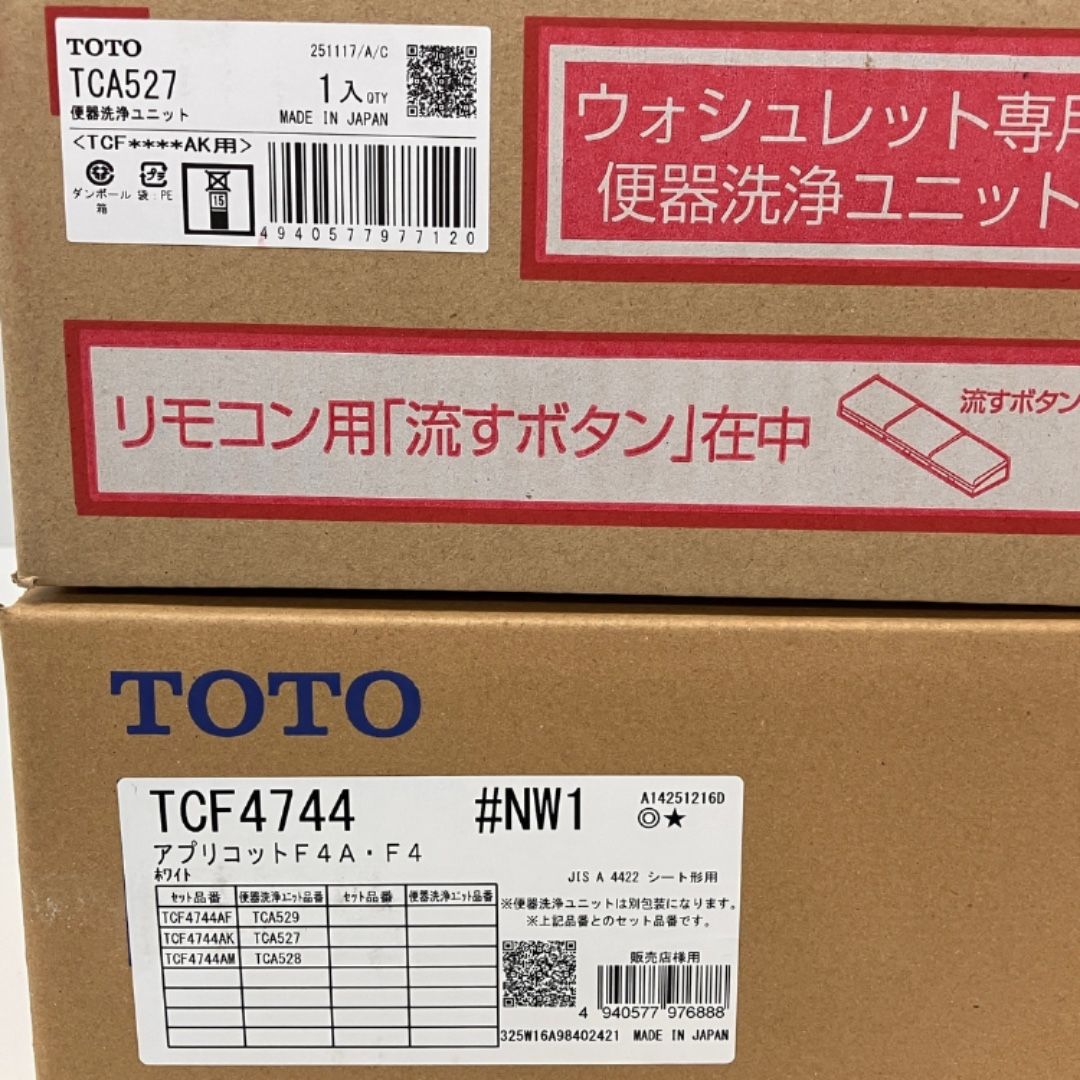 TOTO
251117/A/C
TCA527
1入 QTY
便器洗浄ユニット
MADE IN JAPAN
<TCF****AK用>
ダンボール
箱
プラ
袋:PE
15
4940577977120
ウォシュレット専用
便器洗浄ユニット
リモコン用「流すボタン」在中
流すボタン
TOTO
TCF4744
#NW1
A14251216D
◎★
アプリコットF4A・F4
ホワイト
JIS A 4422 シート形用
セット品番 便器洗浄ユニット品番 セット品番 便器洗浄ユニット品番
TCF4744AF TCA529
TCF4744AK TCA527
TCF4744AM TCA528
※便器洗浄ユニットは別包装になります。
※上記品番とのセット品番です。
販売店様用
4 940577 976888
325W16A98402421 MADE IN JAPAN